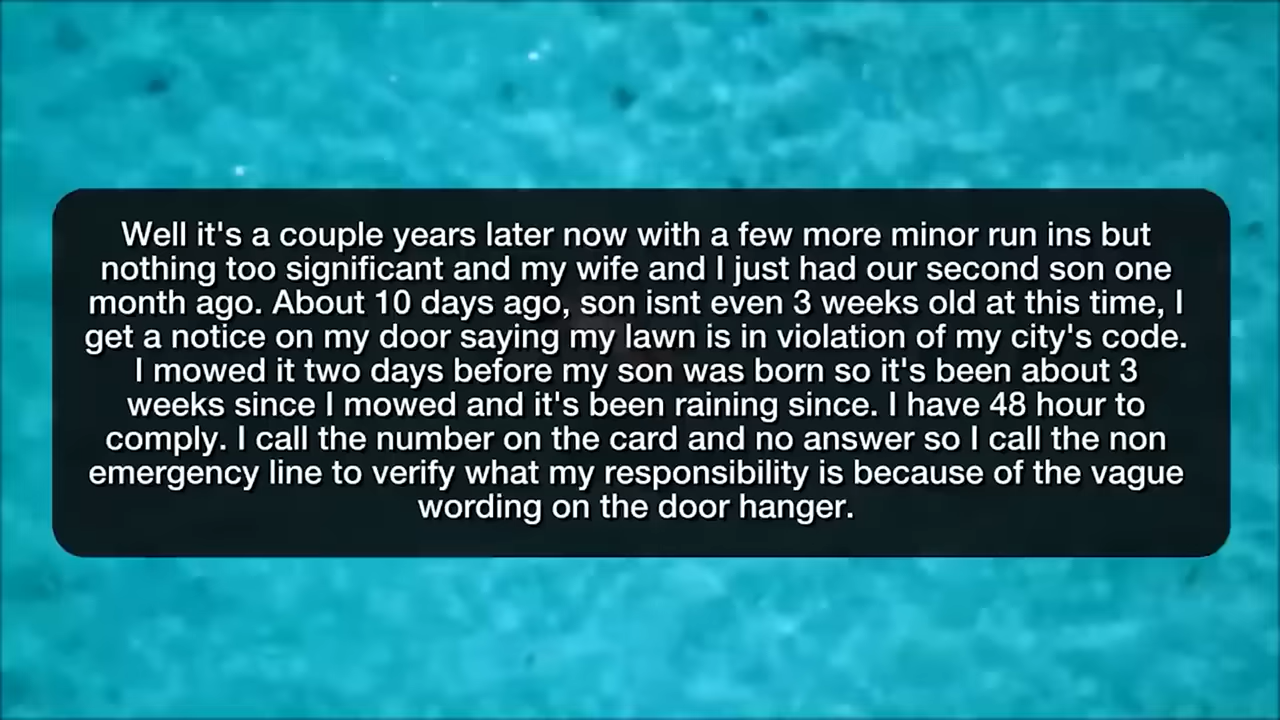 Well it's a couple years later now with a few more minor run ins but
nothing too significant and my wife and I just had our second son one
month ago. About 10 days ago, son isnt even 3 weeks old at this time, I
get a notice on my door saying my lawn is in violation of my city's code.
I mowed it two days before my son was born so it's been about 3
weeks since I mowed and it's been raining since. I have 48 hour to
comply. I call the number on the card and no answer so I call the non
emergency line to verify what my responsibility is because of the vague
wording on the door hanger.